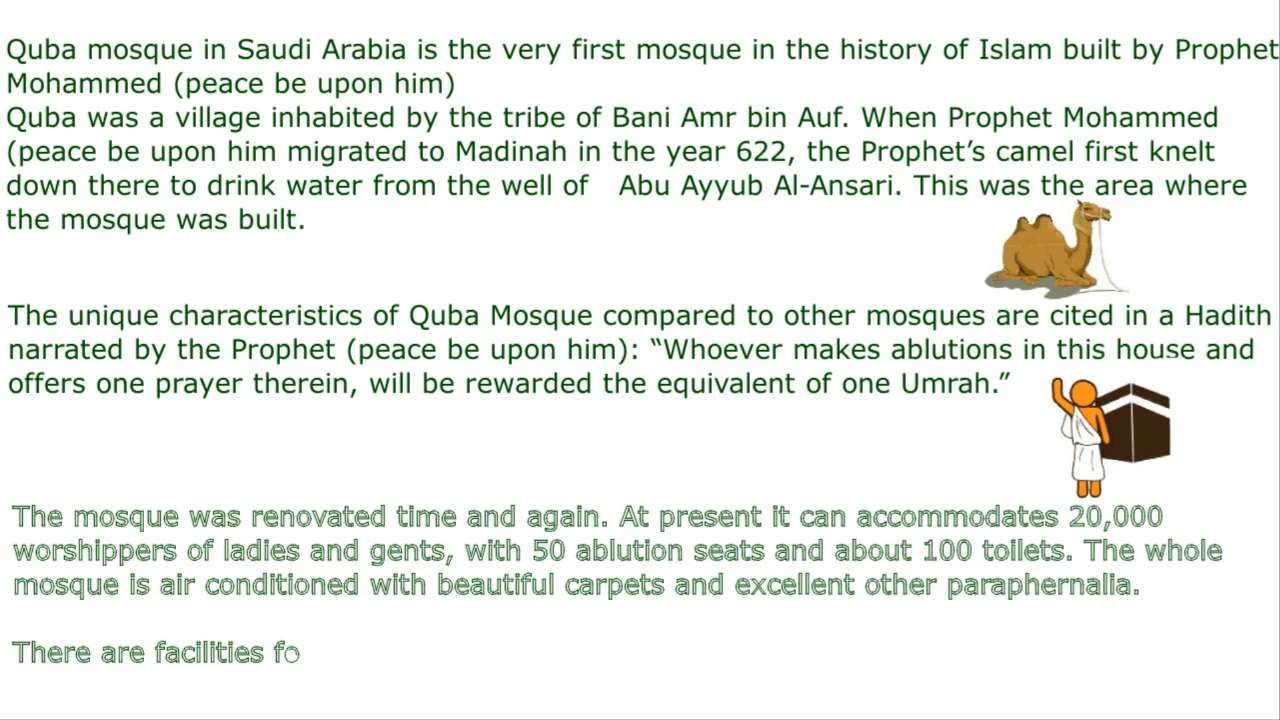 Quba mosque in Saudi Arabia is the very first mosque in the history of Islam built by Prophet
Mohammed (peace be upon him)
Quba was a village inhabited by the tribe of Bani Amr bin Auf. When Prophet Mohammed
(peace be upon him migrated to Madinah in the year 622, the Prophet’s camel first knelt
down there to drink water from the well of Abu Ayyub Al-Ansari. This was the area where
the mosque was built.
The unique characteristics of Quba Mosque compared to other mosques are cited in a Hadith
narrated by the Prophet (peace be upon him): “Whoever makes ablutions in this house and
offers one prayer therein, will be rewarded the equivalent of one Umrah.”
The mosque was renovated time and again. At present it can accommodates 20,000
worshippers of ladies and gents, with 50 ablution seats and about 100 toilets. The whole
mosque is air conditioned with beautiful carpets and excellent other paraphernalia.
There are facilities fo